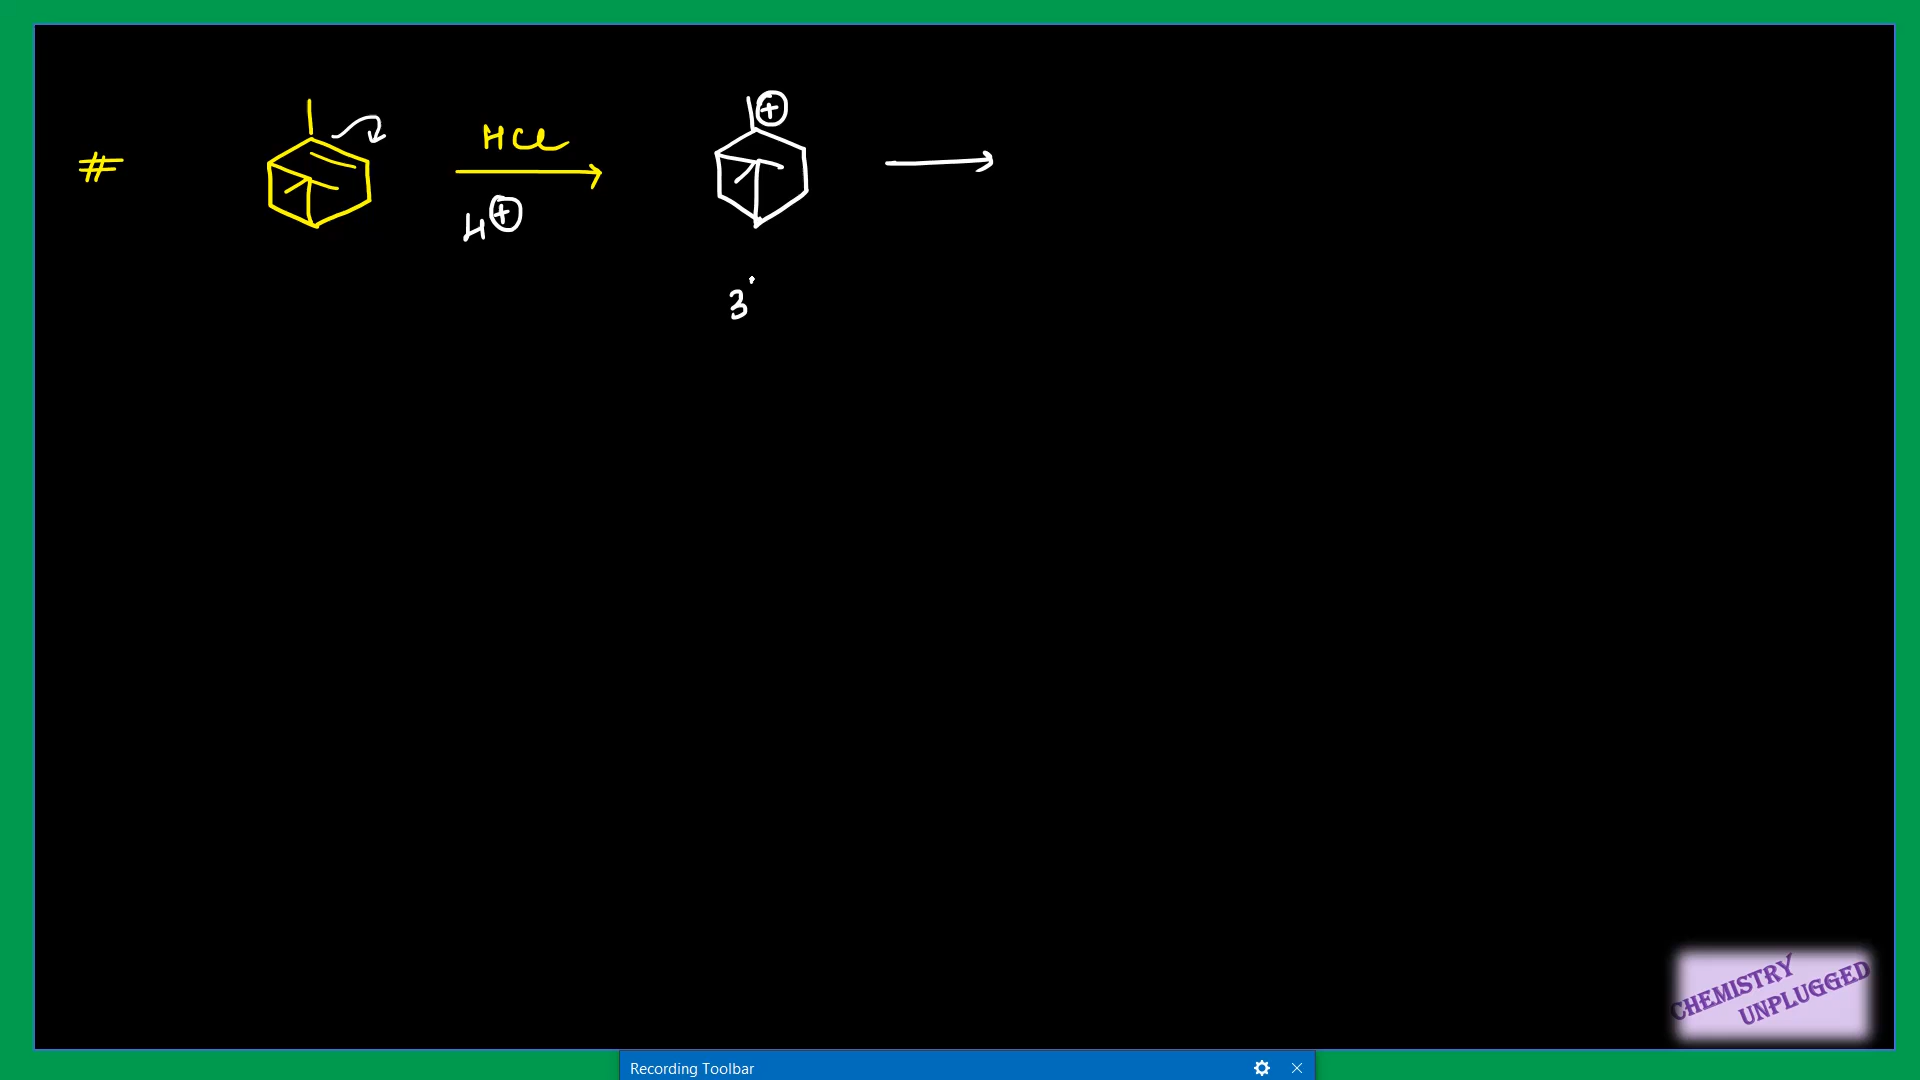 # HCl
H⊕ ⊕
3°
CHEMISTRY
UNPLUGGED
Recording Toolbar